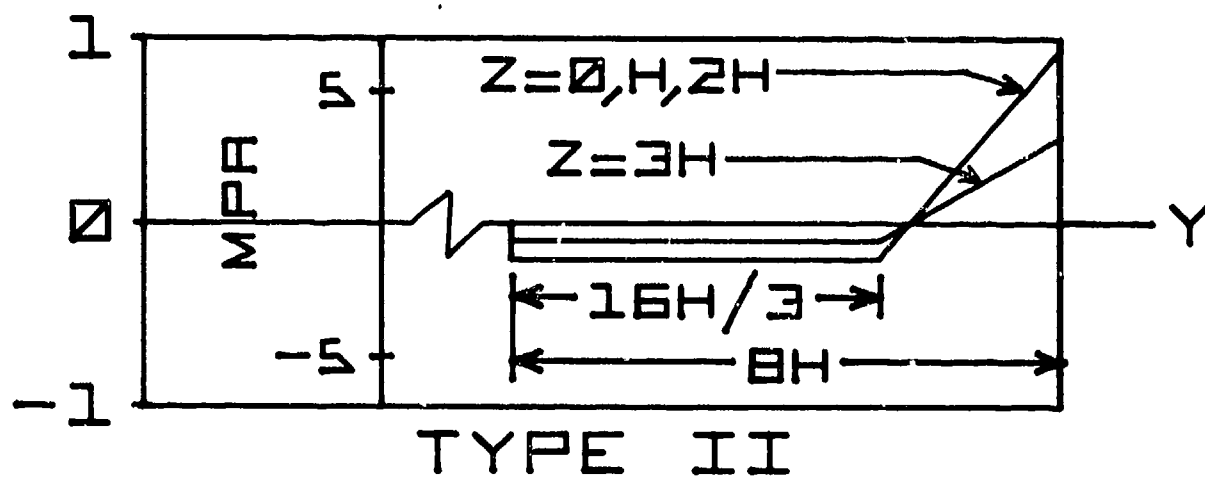 1
5
Z=0,H,2H
MPA
Z=3H
0
Y
16H/3
-5
8H
-1
TYPE II